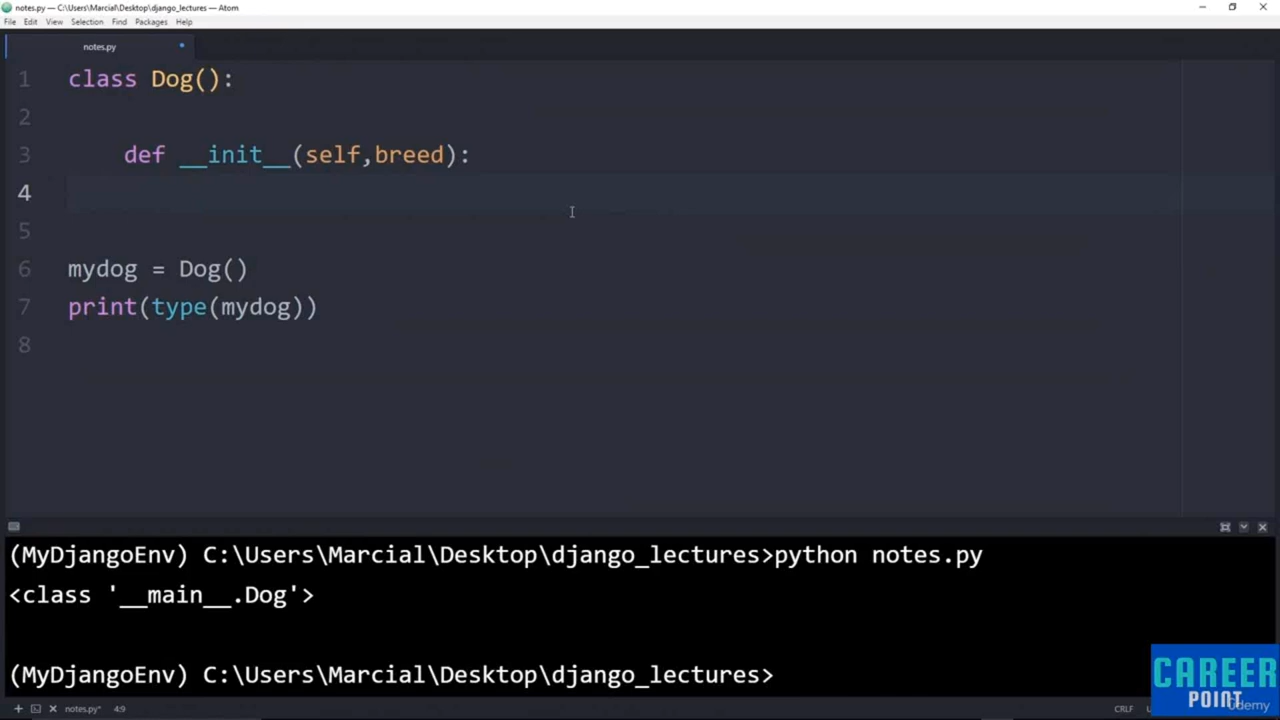 notes.py — C:\Users\Marcial\Desktop\django_lectures — Atom
File Edit View Selection Find Packages Help
notes.py
1 class Dog():
2
3 def __init__(self,breed):
4
5
6 mydog = Dog()
7 print(type(mydog))
8
(MyDjangoEnv) C:\Users\Marcial\Desktop\django_lectures>python notes.py
<class '__main__.Dog'>
(MyDjangoEnv) C:\Users\Marcial\Desktop\django_lectures>
CAREER
POINT
Udemy
notes.py* 4:9 CRLF